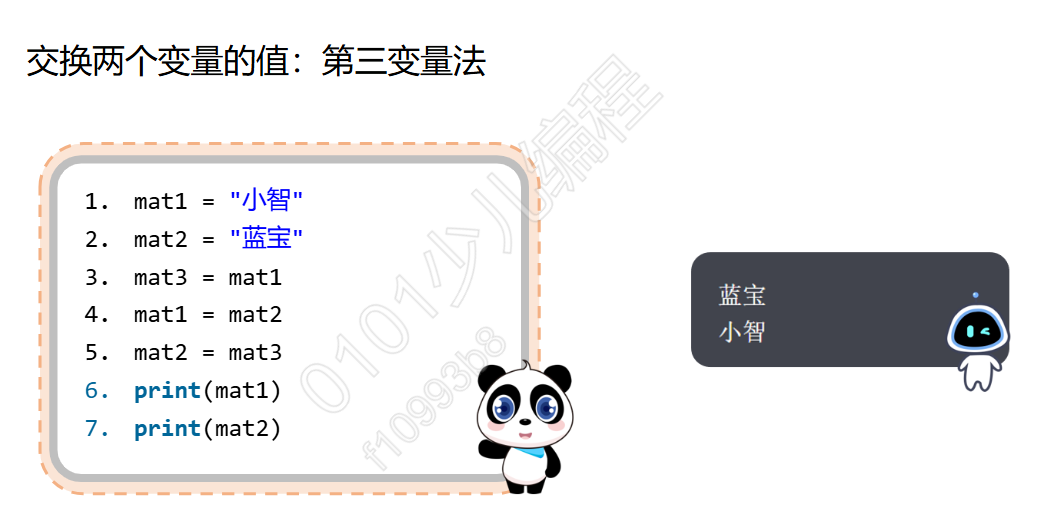 交换两个变量的值：第三变量法
1. mat1 = "小智"
2. mat2 = "蓝宝"
3. mat3 = mat1
4. mat1 = mat2
5. mat2 = mat3
6. print(mat1)
7. print(mat2)
蓝宝
小智
0101少儿编程
f10993b8